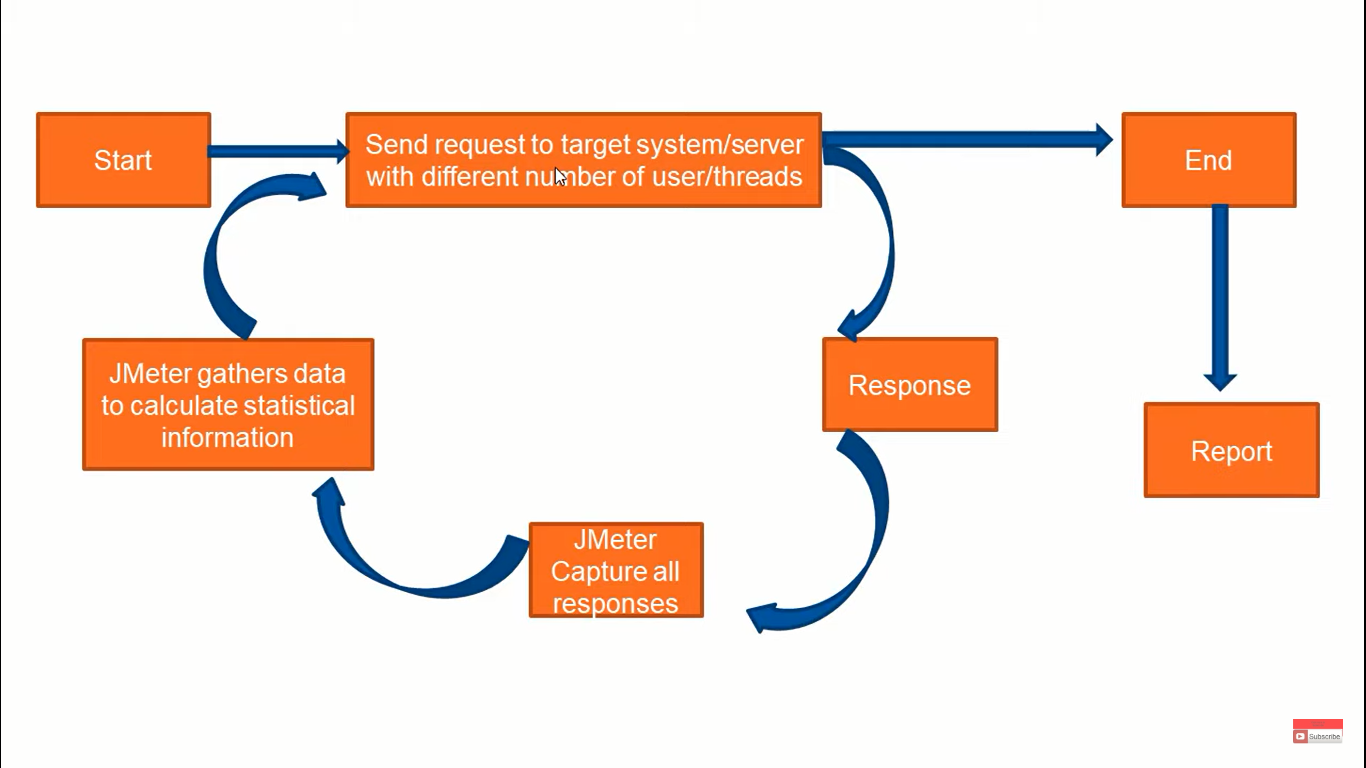 Start
Send request to target system/server
with different number of user/threads
End
JMeter gathers data
to calculate statistical
information
Response
Report
JMeter
Capture all
responses
Subscribe